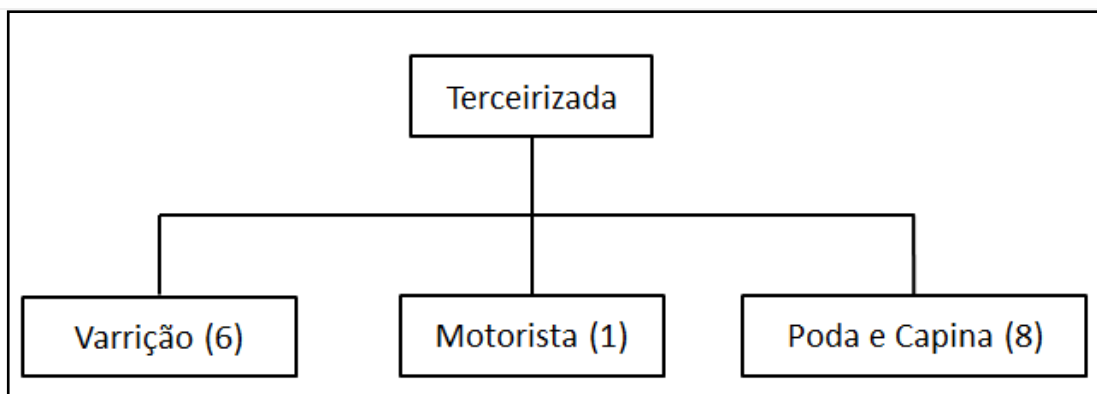 Terceirizada
Varrição (6)
Motorista (1)
Poda e Capina (8)